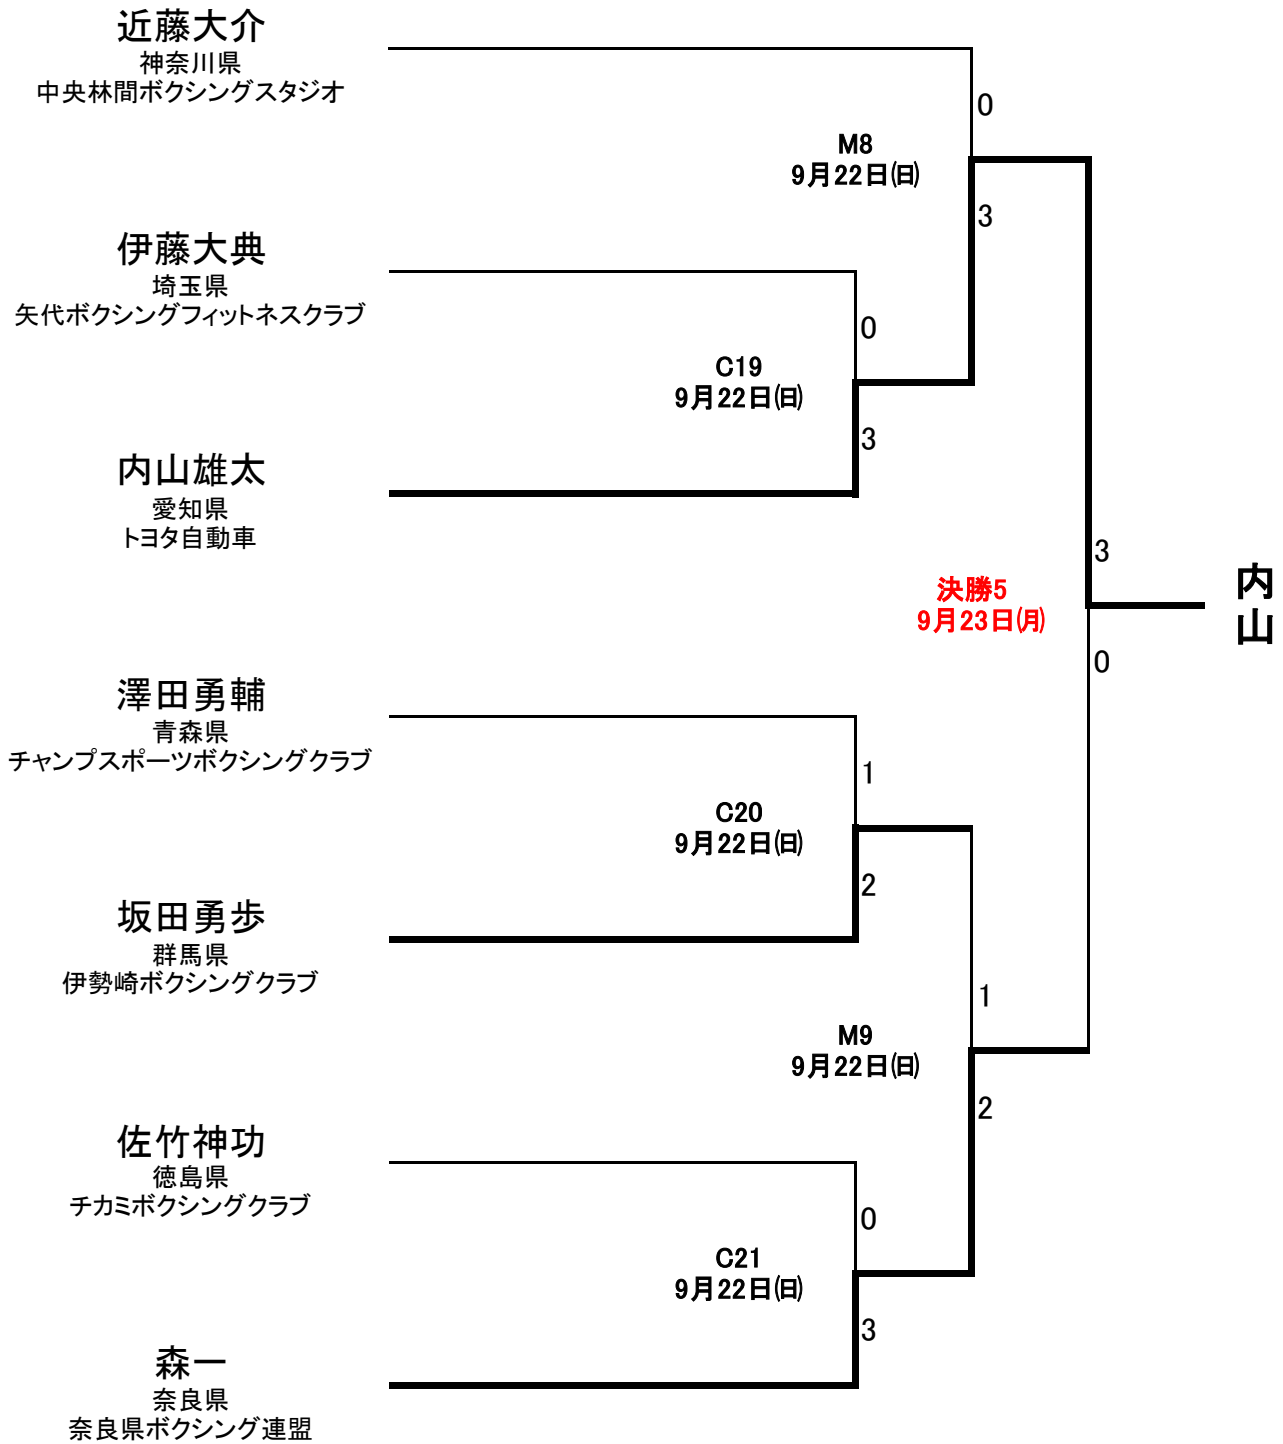 近藤大介
神奈川県
中央林間ボクシングスタジオ
0
M8
9月22日(日)
3
伊藤大典
埼玉県
矢代ボクシングフィットネスクラブ
0
C19
9月22日(日)
3
内山雄太
愛知県
トヨタ自動車
3
決勝5
9月23日(月)
内山
0
澤田勇輔
青森県
チャンプスポーツボクシングクラブ
1
C20
9月22日(日)
2
坂田勇歩
群馬県
伊勢崎ボクシングクラブ
1
M9
9月22日(日)
2
佐竹神功
徳島県
チカミボクシングクラブ
0
C21
9月22日(日)
3
森一
奈良県
奈良県ボクシング連盟